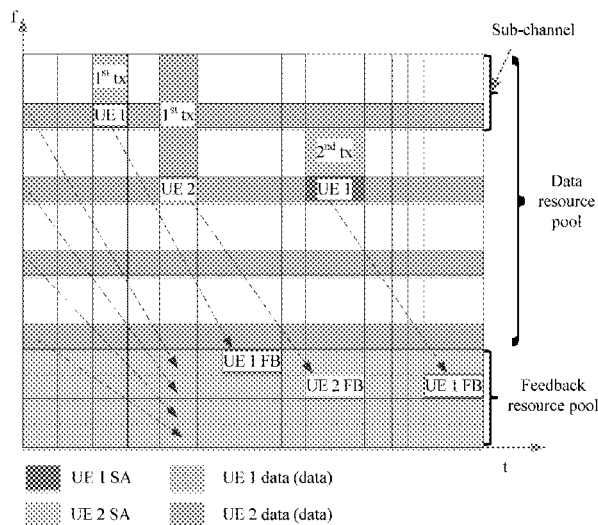 f
Sub-channel
1st tx
UE 1
1st tx
2nd tx
UE 2
UE 1
Data
resource
pool
UE 1 FB
UE 2 FB
UE 1 FB
Feedback
resource pool
t
UE 1 SA
UE 1 data (data)
UE 2 SA
UE 2 data (data)